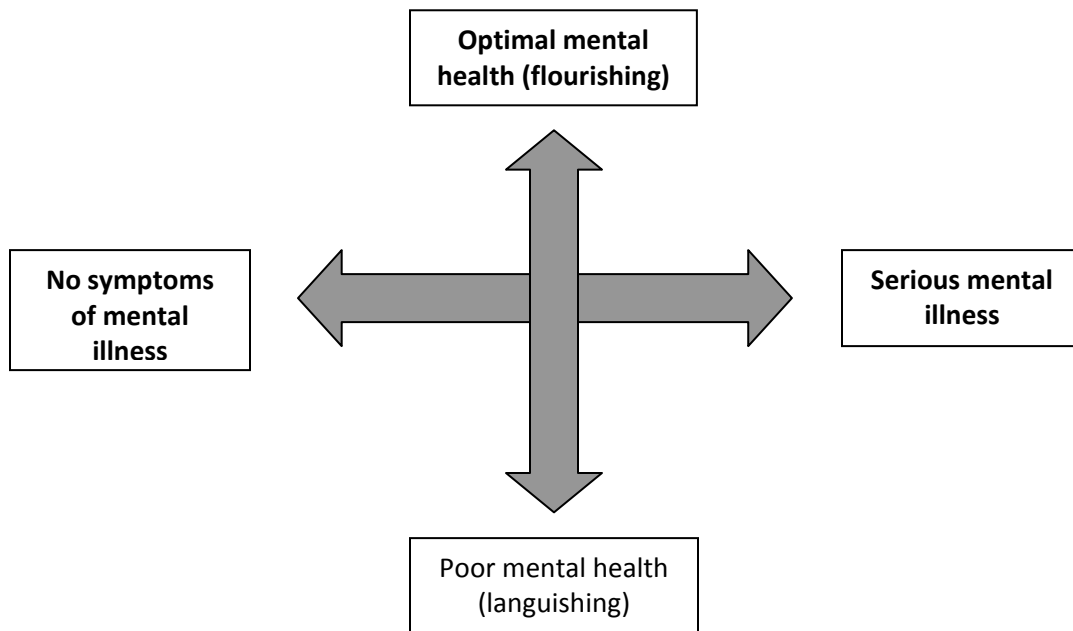 Optimal mental
health (flourishing)
No symptoms
of mental
illness
Serious mental
illness
Poor mental health
(languishing)